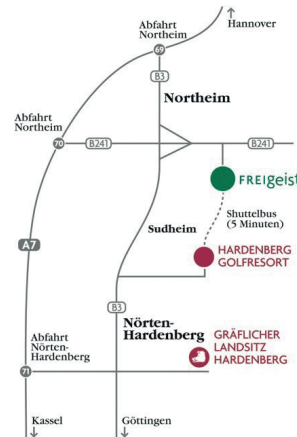 Hannover
Abfahrt
Northeim
69
B3
Northeim
Abfahrt
Northeim
70
B241
B241
FREIgeist
Shuttelbus
(5 Minuten)
Sudheim
A7
HARDENBERG
GOLFRESORT
B3
Nörten-
Hardenberg
GRÄFLICHER
LANDSITZ
HARDENBERG
Abfahrt
Nörten-
Hardenberg
71
Kassel
Göttingen